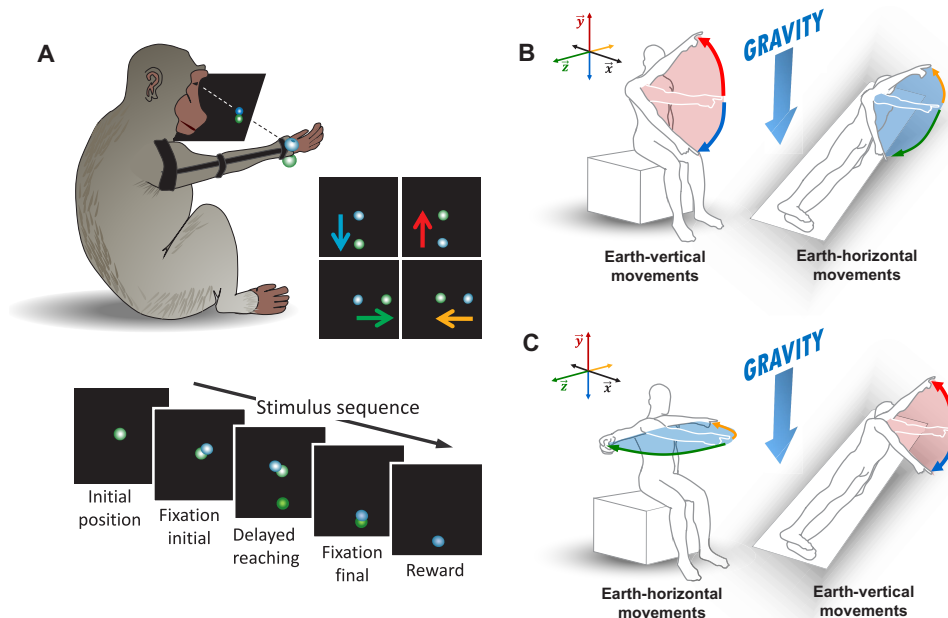 A
Stimulus sequence
Initial
position
Fixation
initial
Delayed
reaching
Fixation
final
Reward
B
y
z
x
GRAVITY
Earth-vertical
movements
Earth-horizontal
movements
C
y
z
x
GRAVITY
Earth-horizontal
movements
Earth-vertical
movements